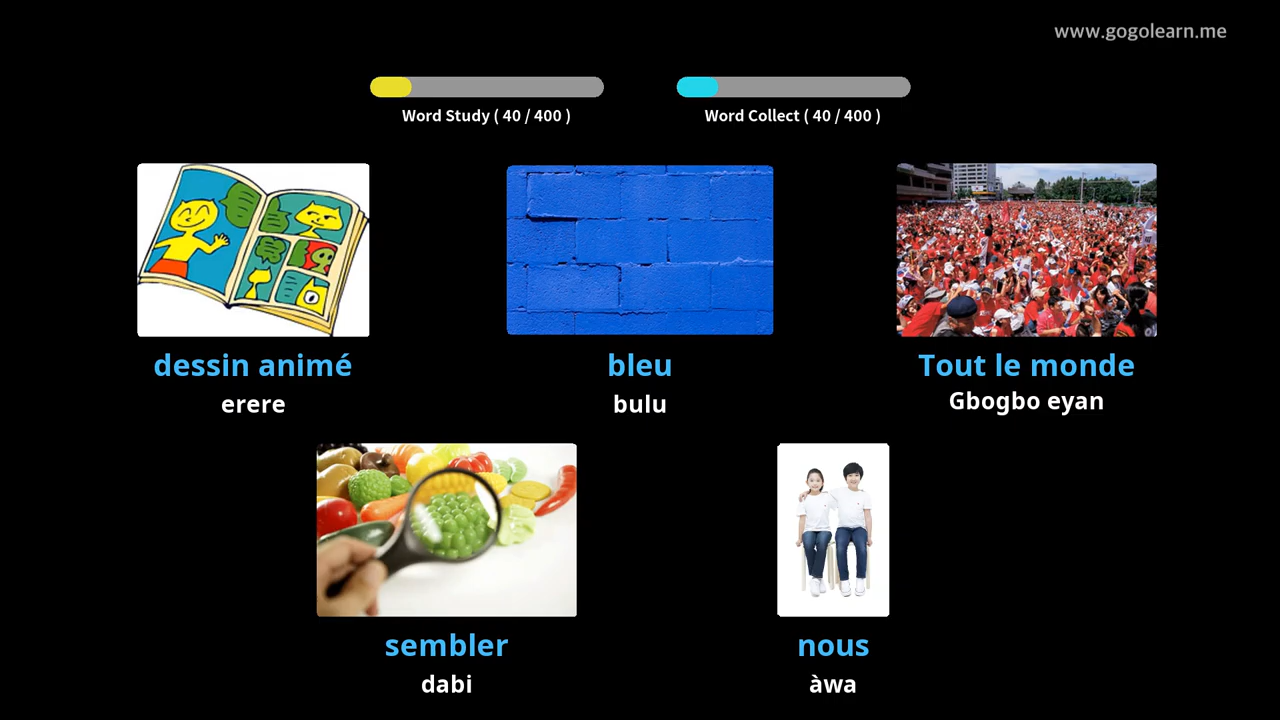 www.gogolearn.me
Word Study ( 40 / 400 )
Word Collect ( 40 / 400 )
dessin animé
erere
bleu
bulu
Tout le monde
Gbogbo eyan
sembler
dabi
nous
àwa